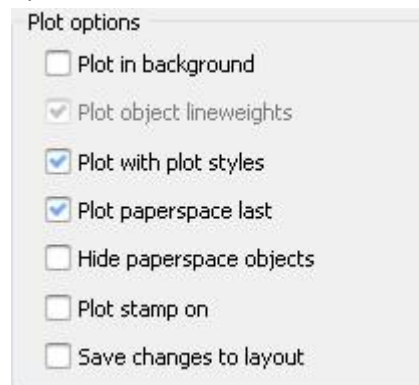 Plot options
Plot in background
Plot object lineweights
Plot with plot styles
Plot paperspace last
Hide paperspace objects
Plot stamp on
Save changes to layout